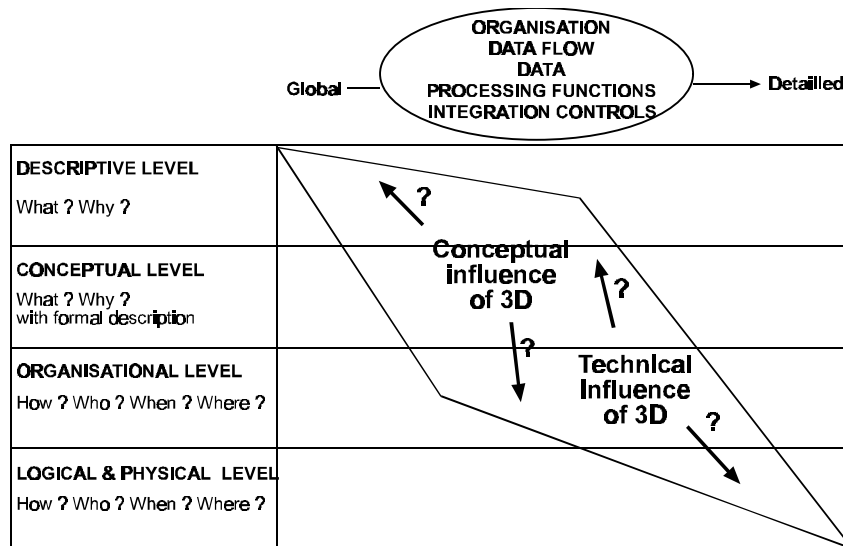 ORGANISATION
DATA FLOW
DATA
PROCESSING FUNCTIONS
INTEGRATION CONTROLS
Global
Detailled
DESCRIPTIVE LEVEL
What ? Why ?
?
Conceptual
influence
of 3D
CONCEPTUAL LEVEL
What ? Why ?
with formal description
?
?
ORGANISATIONAL LEVEL
How ? Who ? When ? Where ?
Technical
Influence
of 3D
?
LOGICAL & PHYSICAL LEVEL
How ? Who ? When ? Where ?